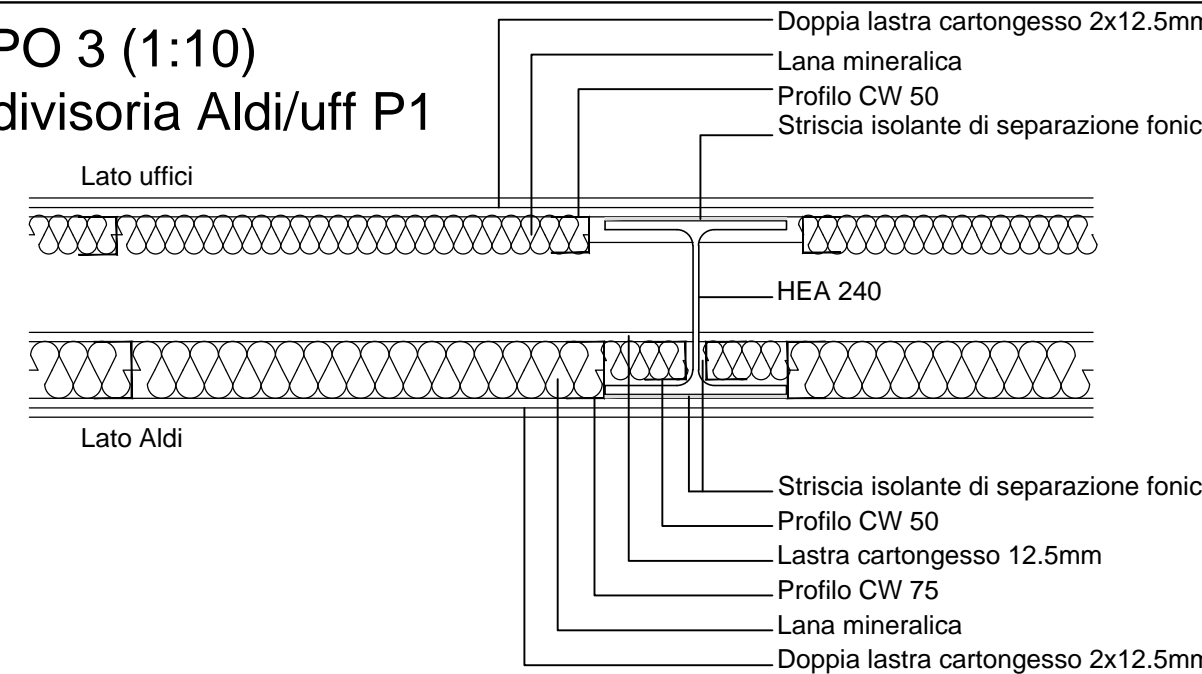 PO 3 (1:10)
divisoria Aldi/uff P1
Doppia lastra cartongesso 2x12.5mm
Lana mineralica
Profilo CW 50
Striscia isolante di separazione fonic
Lato uffici
HEA 240
Lato Aldi
Striscia isolante di separazione fonic
Profilo CW 50
Lastra cartongesso 12.5mm
Profilo CW 75
Lana mineralica
Doppia lastra cartongesso 2x12.5mm